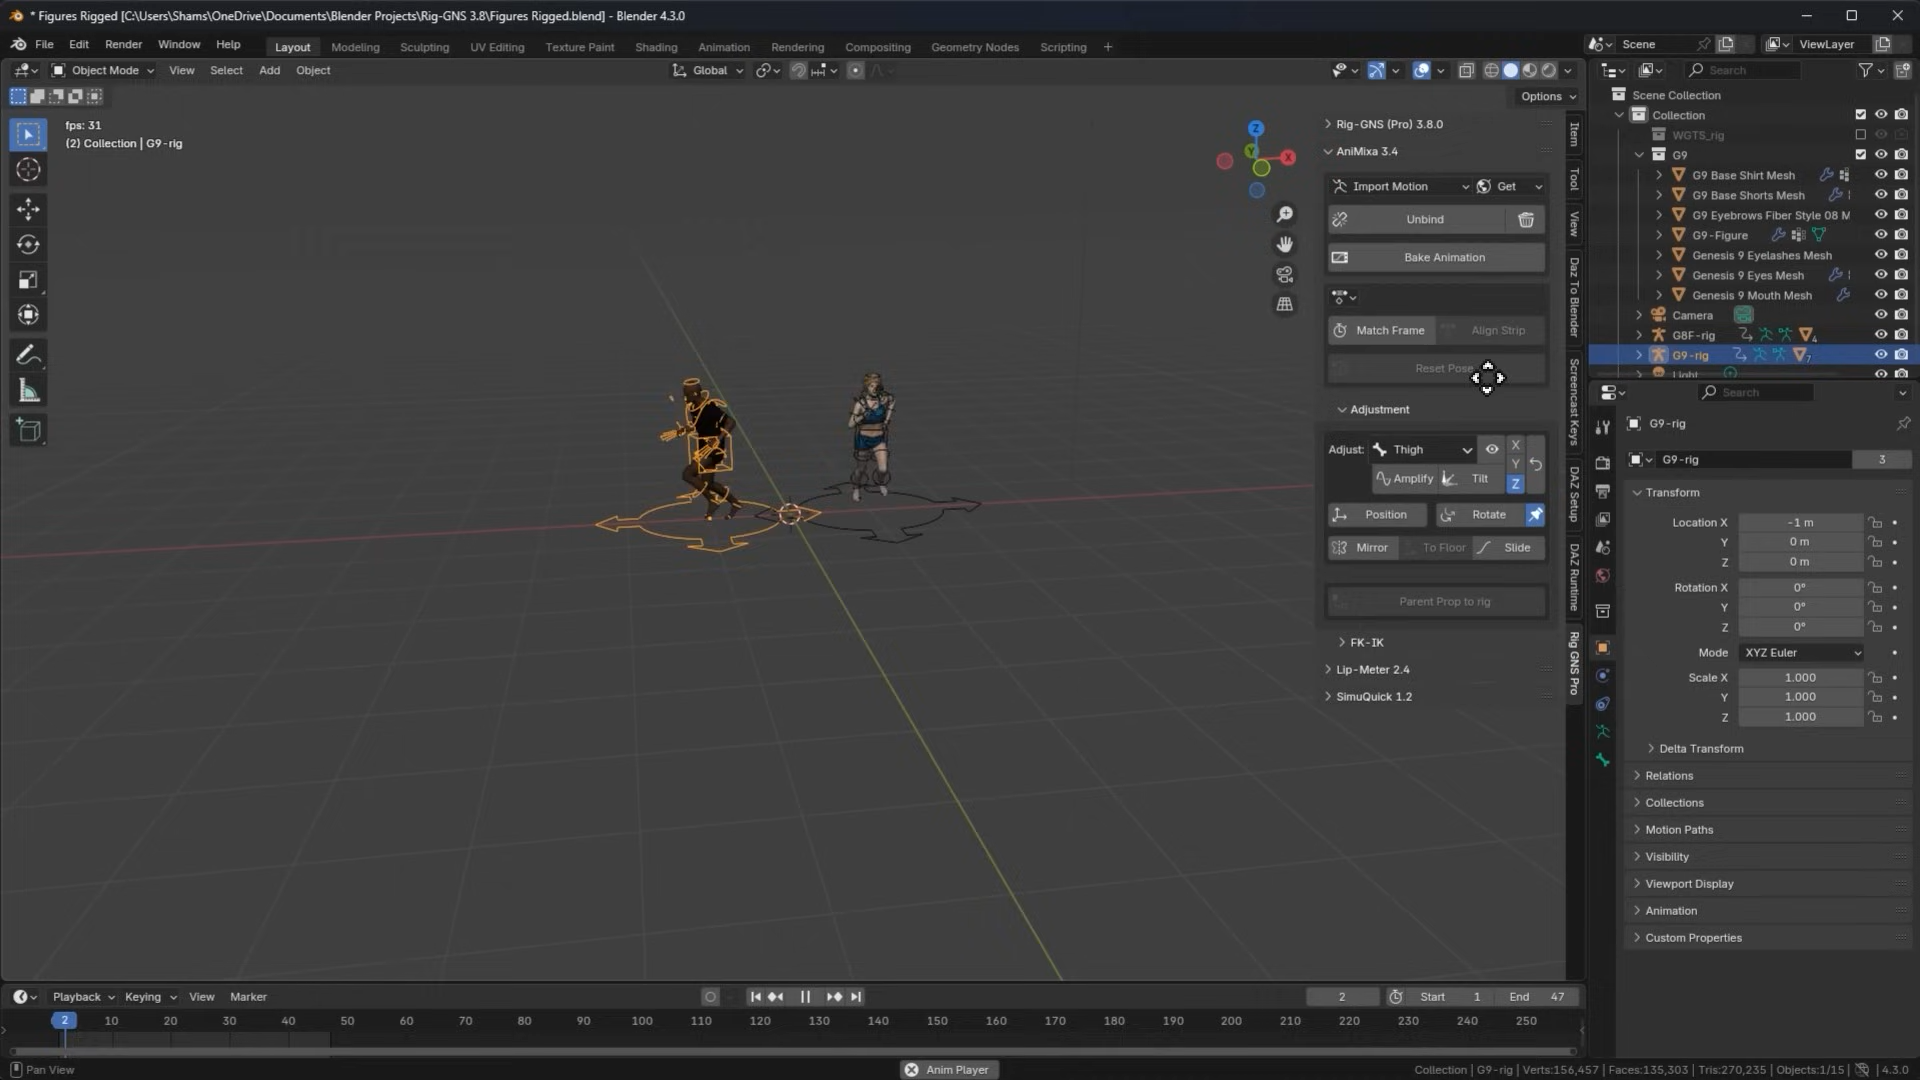 * Figures Rigged [C:\Users\Shams\OneDrive\Documents\Blender Projects\Rig-GNS 3.8\Figures Rigged.blend] - Blender 4.3.0
File Edit Render Window Help
Layout Modeling Sculpting UV Editing Texture Paint Shading Animation Rendering Compositing Geometry Nodes Scripting +
Scene
ViewLayer
Object Mode View Select Add Object
Global
Search
Options
fps: 31
(2) Collection | G9-rig
Z
Y
X
Rig-GNS (Pro) 3.8.0
AniMixa 3.4
Import Motion Get
Unbind
Bake Animation
Match Frame Align Strip
Reset Pose
Adjustment
Adjust: Thigh X
Y
Amplify Tilt Z
Position Rotate
Mirror To Floor Slide
Parent Prop to rig
FK-IK
Lip-Meter 2.4
SimuQuick 1.2
Item
Tool
View
Daz To Blender
Screencast Keys
DAZ Setup
DAZ Runtime
Rig GNS Pro
Scene Collection
Collection
WGTS_rig
G9
G9 Base Shirt Mesh
G9 Base Shorts Mesh
G9 Eyebrows Fiber Style 08 M
G9-Figure
Genesis 9 Eyelashes Mesh
Genesis 9 Eyes Mesh
Genesis 9 Mouth Mesh
Camera
G8F-rig 4
G9-rig 7
Light
Search
G9-rig
G9-rig 3
Transform
Location X -1 m
Y 0 m
Z 0 m
Rotation X 0°
Y 0°
Z 0°
Mode XYZ Euler
Scale X 1.000
Y 1.000
Z 1.000
Delta Transform
Relations
Collections
Motion Paths
Visibility
Viewport Display
Animation
Custom Properties
Playback Keying View Marker
2 Start 1 End 47
2 10 20 30 40 50 60 70 80 90 100 110 120 130 140 150 160 170 180 190 200 210 220 230 240 250
Pan View
Anim Player
Collection | G9-rig | Verts:156,457 | Faces:135,303 | Tris:270,235 | Objects:1/15 | 4.3.0